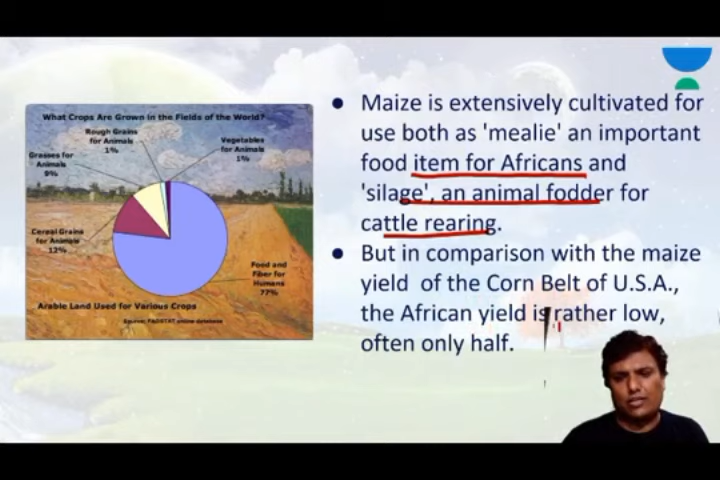 What Crops Are Grown in the Fields of the World?
Rough Grains
for Animals
1%
Vegetables
for Animals
1%
Grasses for
Animals
9%
Cereal Grains
for Animals
12%
Food and
Fiber for
Humans
77%
Arable Land Used for Various Crops
Source: FAOSTAT online database
● Maize is extensively cultivated for
use both as 'mealie' an important
food item for Africans and
'silage', an animal fodder for
cattle rearing.
● But in comparison with the maize
yield of the Corn Belt of U.S.A.,
the African yield is rather low,
often only half.